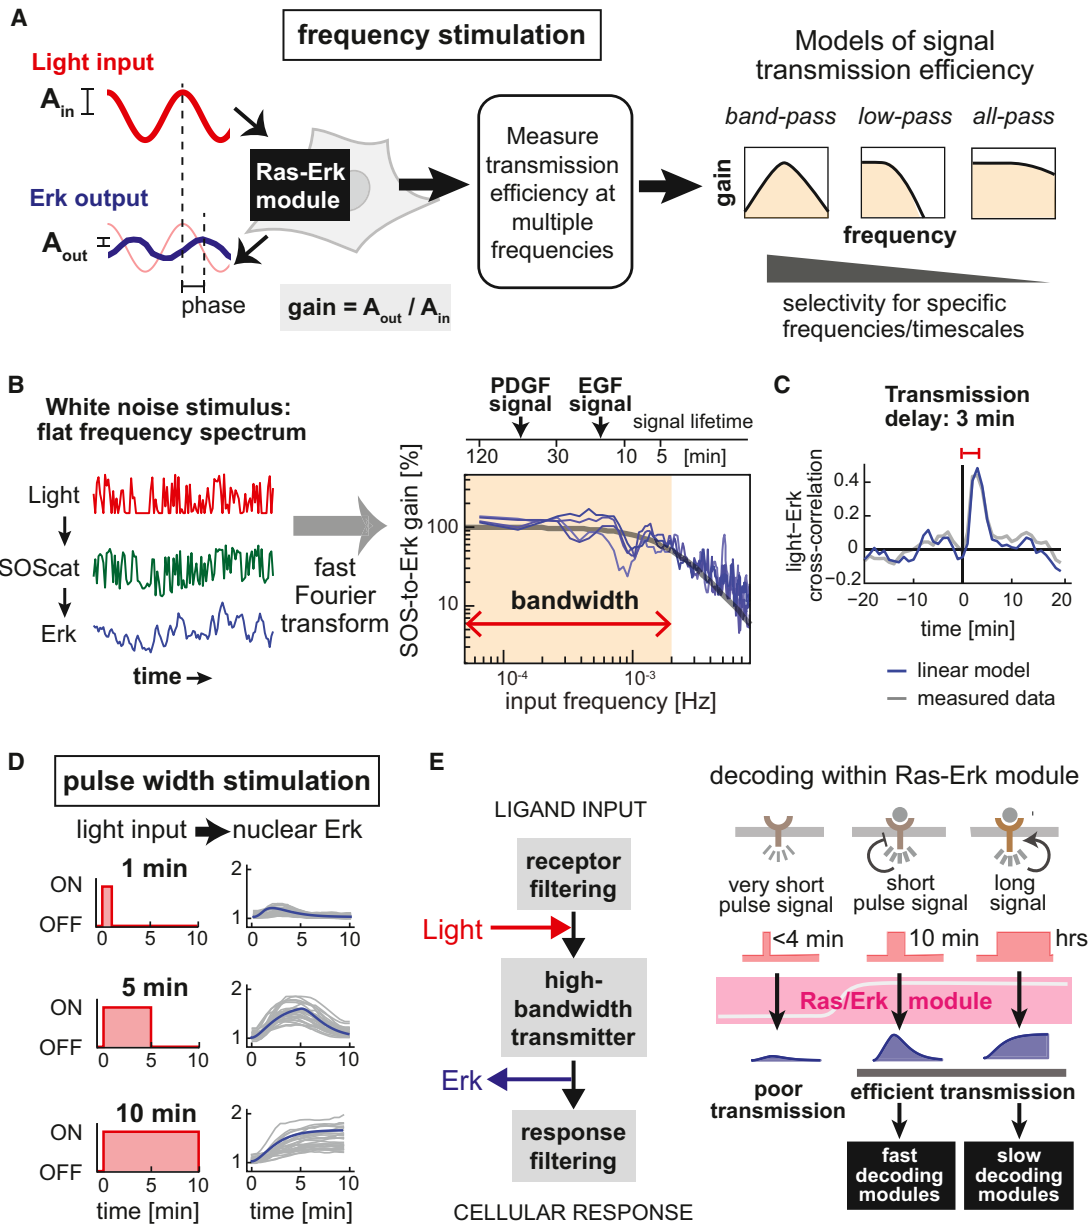 A
frequency stimulation
Light input
A in
Erk output
A out
phase
Ras-Erk
module
gain = A out / A in
Measure
transmission
efficiency at
multiple
frequencies
Models of signal
transmission efficiency
band-pass low-pass all-pass
gain
frequency
selectivity for specific
frequencies/timescales
B
White noise stimulus:
flat frequency spectrum
Light
SOScat
Erk
time
fast
Fourier
transform
PDGF
signal
EGF
signal
signal lifetime
120 30 10 5 [min]
SOS-to-Erk gain [%]
100
10
bandwidth
10-4 10-3
input frequency [Hz]
C
Transmission
delay: 3 min
light-Erk
cross-correlation
0.4
0.2
0
−0.2
−20 −10 0 10 20
time [min]
linear model
measured data
D
pulse width stimulation
light input nuclear Erk
1 min
ON
OFF
0 5 10
2
1
0 5 10
5 min
ON
OFF
0 5 10
2
1
0 5 10
10 min
ON
OFF
0 5 10
2
1
0 5 10
time [min] time [min]
E
LIGAND INPUT
receptor
filtering
Light
high-
bandwidth
transmitter
Erk
response
filtering
CELLULAR RESPONSE
decoding within Ras-Erk module
very short
pulse signal
short
pulse signal
long
signal
<4 min 10 min hrs
Ras/Erk module
poor
transmission
efficient transmission
fast
decoding
modules
slow
decoding
modules